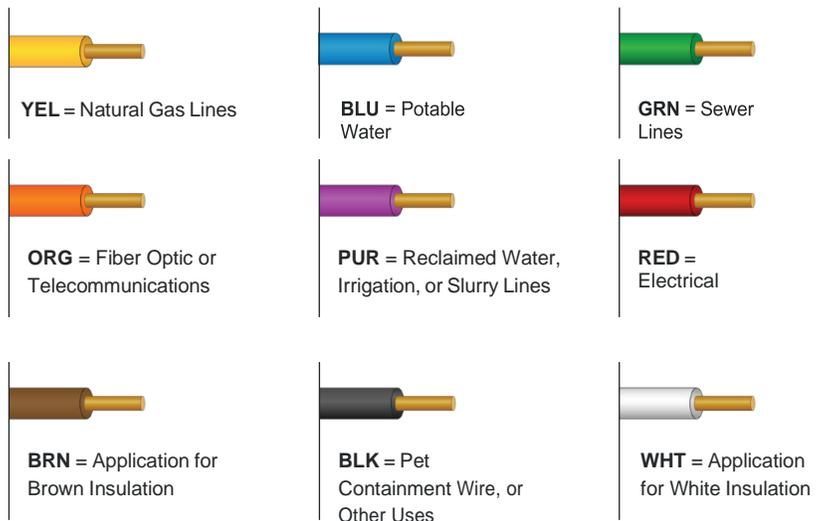 YEL = Natural Gas Lines
BLU = Potable
Water
GRN = Sewer
Lines
ORG = Fiber Optic or
Telecommunications
PUR = Reclaimed Water,
Irrigation, or Slurry Lines
RED =
Electrical
BRN = Application for
Brown Insulation
BLK = Pet
Containment Wire, or
Other Uses
WHT = Application
for White Insulation